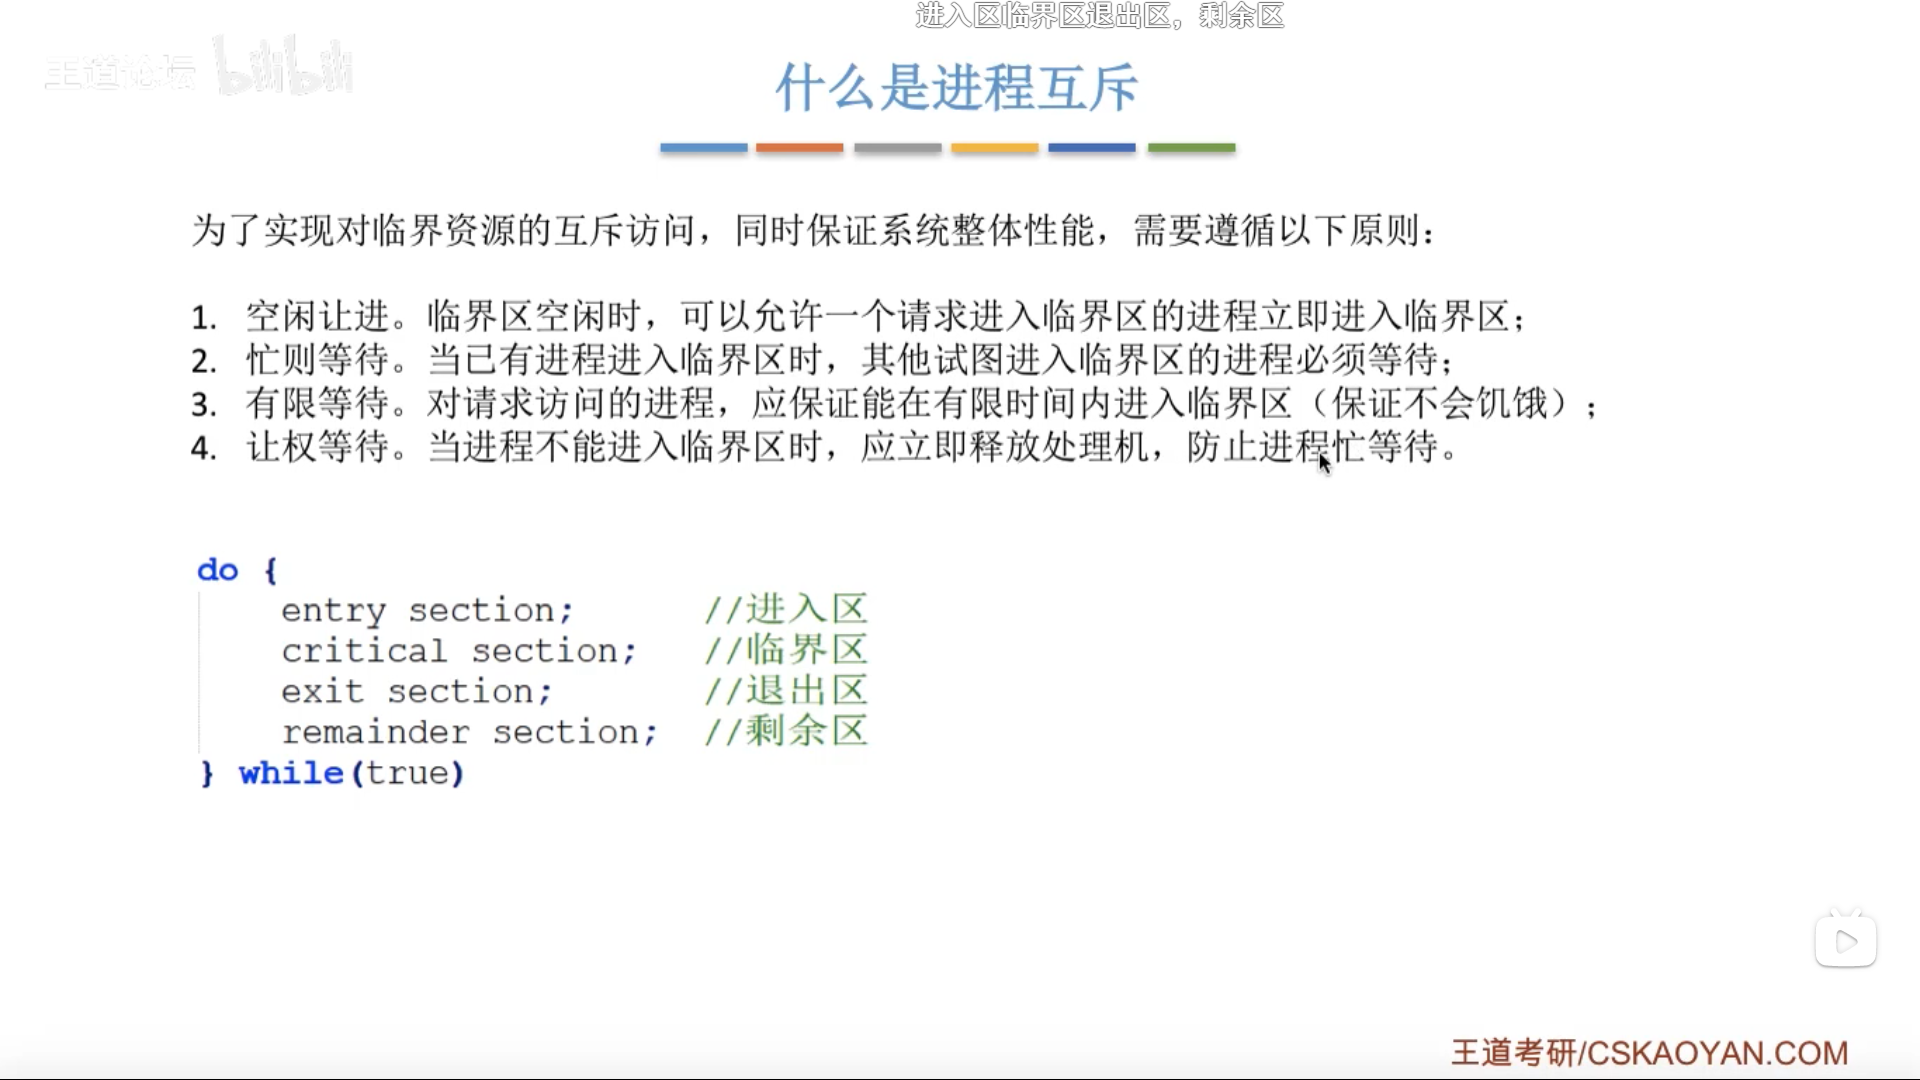 进入区临界区退出区，剩余区
王道论坛 bilibili
什么是进程互斥
为了实现对临界资源的互斥访问，同时保证系统整体性能，需要遵循以下原则：
1. 空闲让进。临界区空闲时，可以允许一个请求进入临界区的进程立即进入临界区；
2. 忙则等待。当已有进程进入临界区时，其他试图进入临界区的进程必须等待；
3. 有限等待。对请求访问的进程，应保证能在有限时间内进入临界区（保证不会饥饿）；
4. 让权等待。当进程不能进入临界区时，应立即释放处理机，防止进程忙等待。
do {
entry section; //进入区
critical section; //临界区
exit section; //退出区
remainder section; //剩余区
} while(true)
王道考研/CSKAOYAN.COM